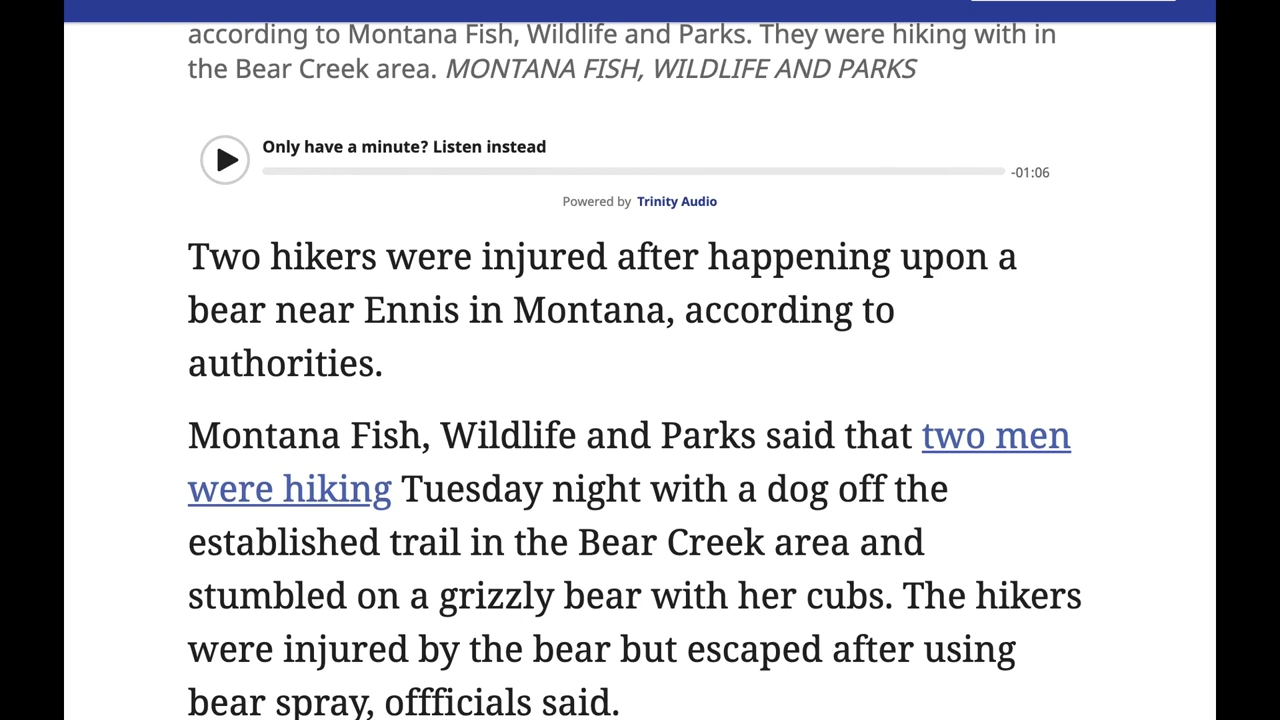 according to Montana Fish, Wildlife and Parks. They were hiking with in
the Bear Creek area. MONTANA FISH, WILDLIFE AND PARKS
Only have a minute? Listen instead
-01:06
Powered by Trinity Audio
Two hikers were injured after happening upon a
bear near Ennis in Montana, according to
authorities.
Montana Fish, Wildlife and Parks said that two men
were hiking Tuesday night with a dog off the
established trail in the Bear Creek area and
stumbled on a grizzly bear with her cubs. The hikers
were injured by the bear but escaped after using
bear spray, offficials said.